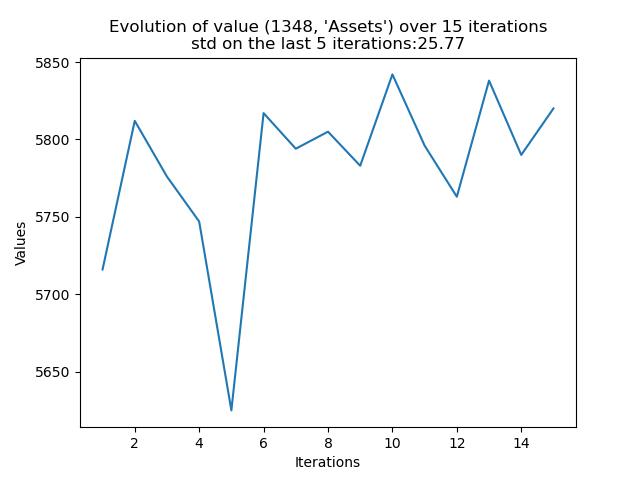 Evolution of value (1348, 'Assets') over 15 iterations
std on the last 5 iterations:25.77
5850
5800
5750
5700
5650
Values
2 4 6 8 10 12 14
Iterations